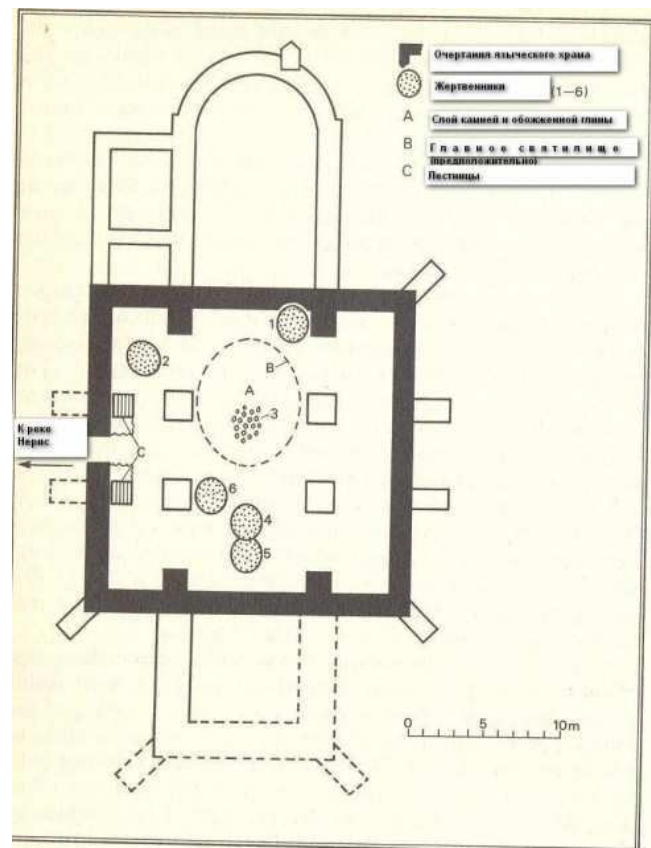 Очертания языческого храма
Жертвенники (1–6)
A Слой камней и обожженной глины
B Главное святилище
(предположительно)
C Лестницы
1
2
B
A
3
К реке
Нерис
C
6
4
5
0 5 10m